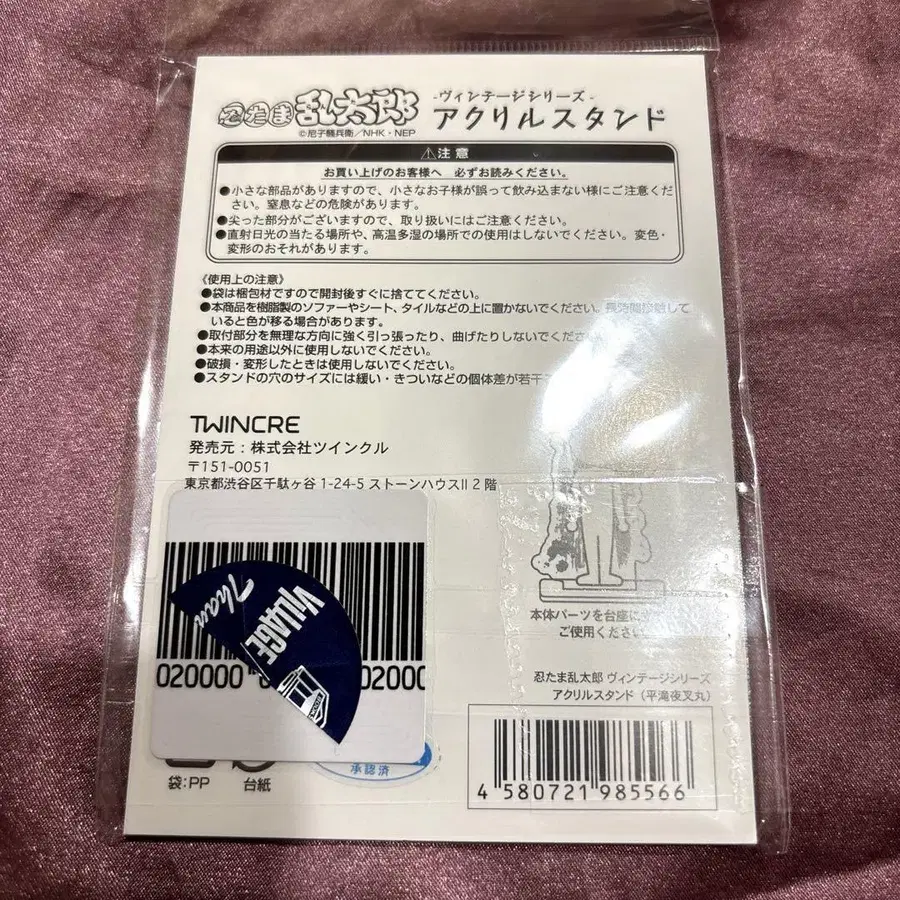 忍たま乱太郎
-ヴィンテージシリーズ-
アクリルスタンド
©尼子騒兵衛/NHK・NEP
⚠注意
お買い上げのお客様へ 必ずお読みください。
●小さな部品がありますので、小さなお子様が誤って飲み込まない様にご注意くだ
さい。窒息などの危険があります。
●尖った部分がございますので、取り扱いにはご注意ください。
●直射日光の当たる場所や、高温多湿の場所での使用はしないでください。変色・
変形のおそれがあります。
《使用上の注意》
●袋は梱包材ですので開封後すぐに捨ててください。
●本商品を樹脂製のソファーやシート、タイルなどの上に置かないでください。長時間接触して
いると色が移る場合があります。
●取付部分を無理な方向に強く引っ張ったり、曲げたりしないでください。
●本来の用途以外に使用しないでください。
●破損・変形したときは使用しないでください。
●スタンドの穴のサイズには緩い・きついなどの個体差が若干
TWINCRE
発売元：株式会社ツインクル
〒151-0051
東京都渋谷区千駄ヶ谷 1-24-5 ストーンハウスII 2 階
VILLAGE
020000
02000
本体パーツを台座に
ご使用くださ
忍たま乱太郎 ヴィンテージシリーズ
アクリルスタンド（平滝夜叉丸）
4 580721 985566
承認済
袋：PP
台紙